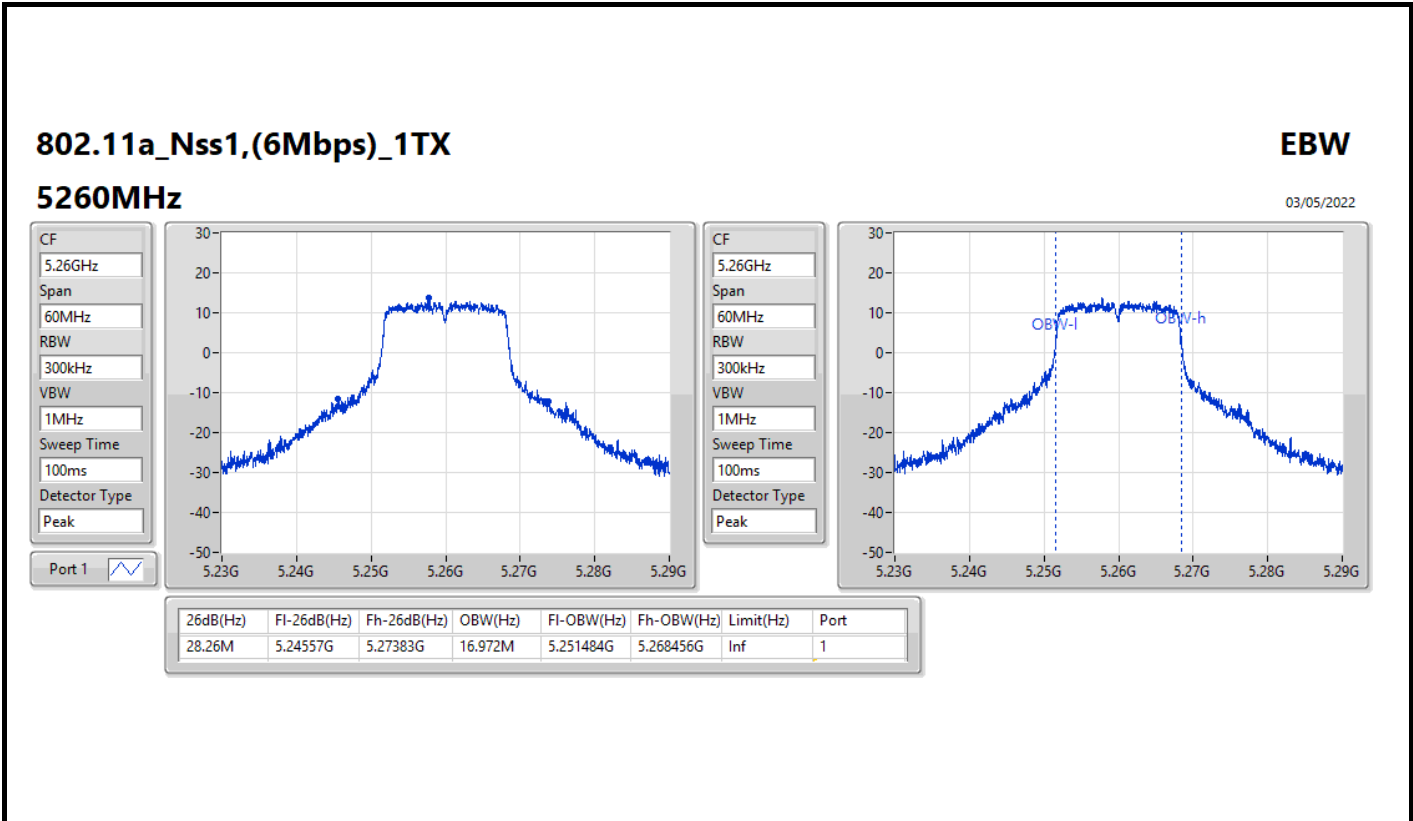 802.11a_Nss1,(6Mbps)_1TX
EBW
5260MHz
03/05/2022
CF
5.26GHz
Span
60MHz
RBW
300kHz
VBW
1MHz
Sweep Time
100ms
Detector Type
Peak
Port 1
30
20
10
0
-10
-20
-30
-40
-50
5.23G 5.24G 5.25G 5.26G 5.27G 5.28G 5.29G
CF
5.26GHz
Span
60MHz
RBW
300kHz
VBW
1MHz
Sweep Time
100ms
Detector Type
Peak
30
20
10
0
-10
-20
-30
-40
-50
OBW-l
OBW-h
5.23G 5.24G 5.25G 5.26G 5.27G 5.28G 5.29G
26dB(Hz) Fl-26dB(Hz) Fh-26dB(Hz) OBW(Hz) Fl-OBW(Hz) Fh-OBW(Hz) Limit(Hz) Port
28.26M 5.24557G 5.27383G 16.972M 5.251484G 5.268456G Inf 1